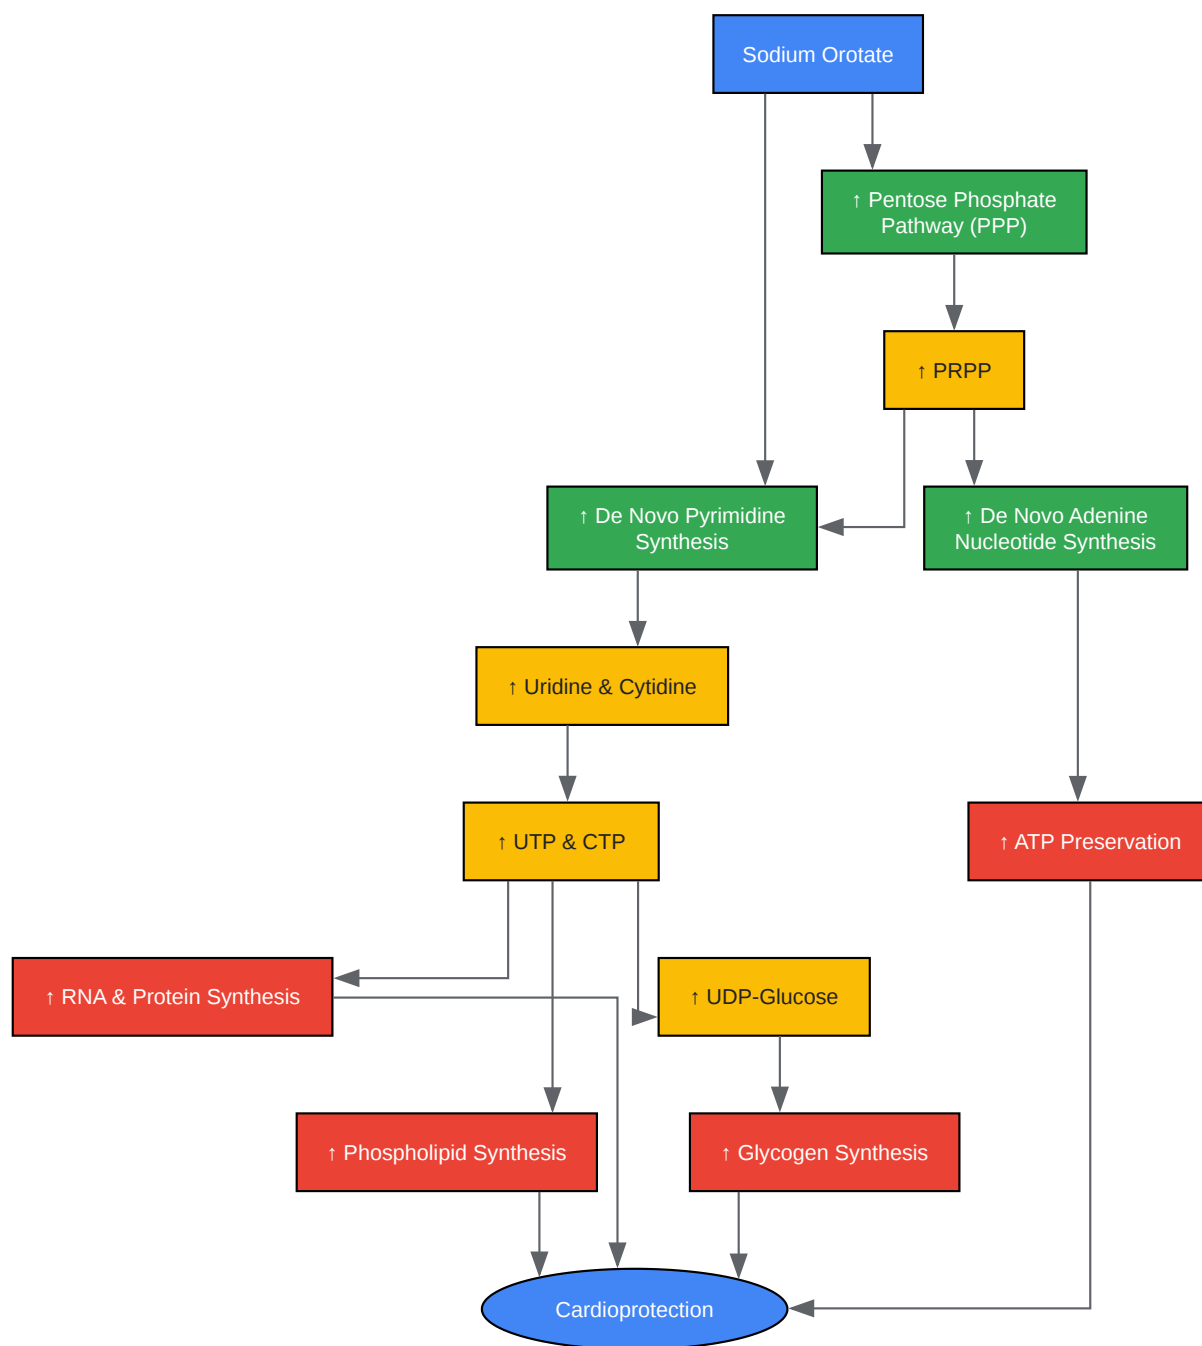 Sodium Orotate
↑ Pentose Phosphate
Pathway (PPP)
↑ PRPP
↑ De Novo Pyrimidine
Synthesis
↑ De Novo Adenine
Nucleotide Synthesis
↑ Uridine & Cytidine
↑ UTP & CTP
↑ ATP Preservation
↑ RNA & Protein Synthesis
↑ UDP-Glucose
↑ Phospholipid Synthesis
↑ Glycogen Synthesis
Cardioprotection